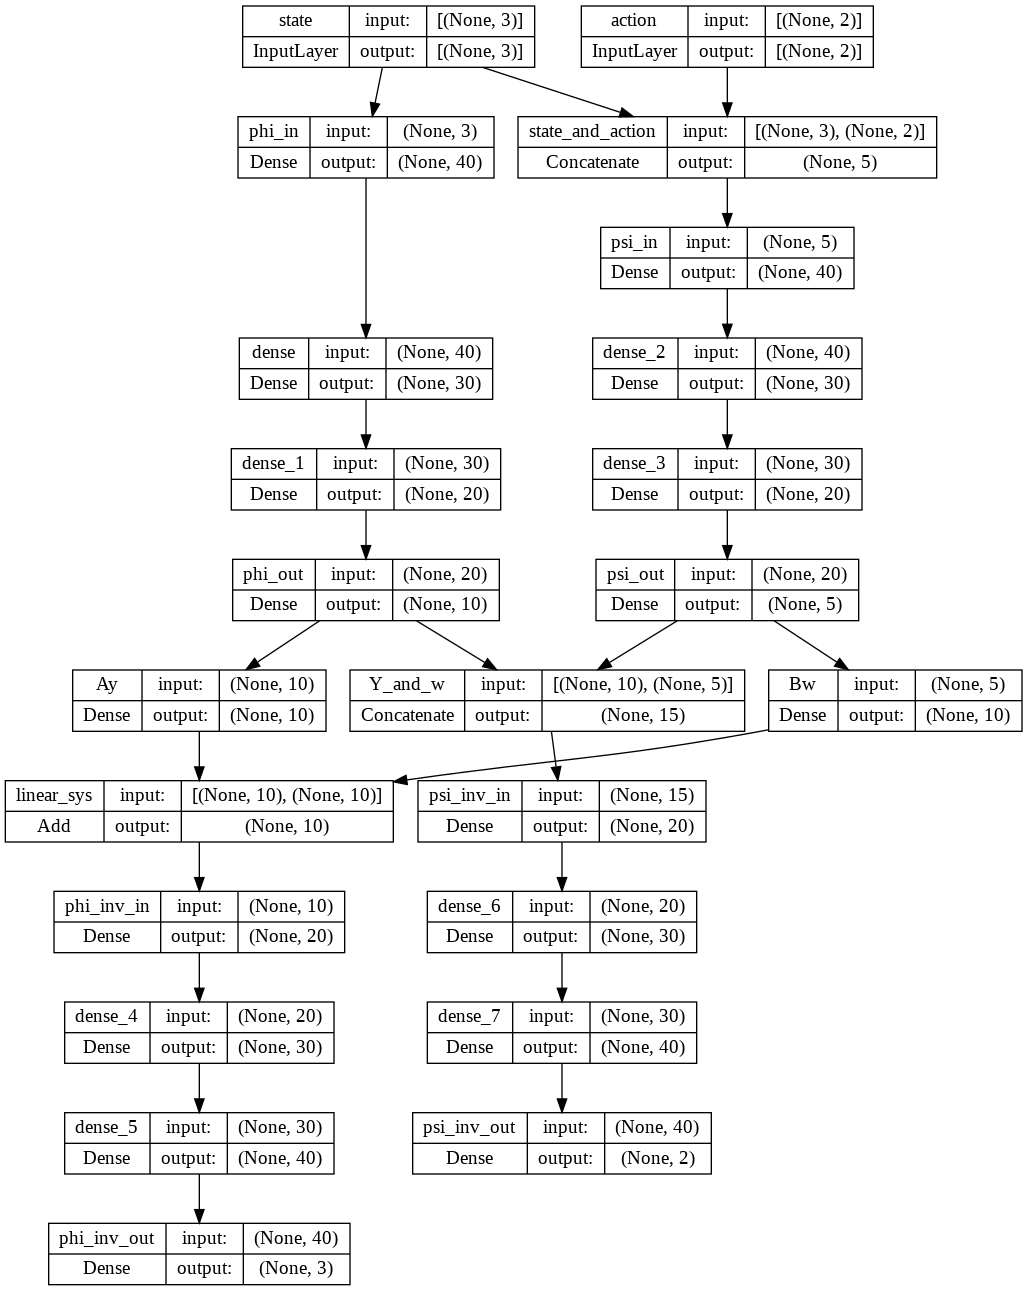 state input: [(None, 3)]
InputLayer output: [(None, 3)]
action input: [(None, 2)]
InputLayer output: [(None, 2)]
phi_in input: (None, 3)
Dense output: (None, 40)
state_and_action input: [(None, 3), (None, 2)]
Concatenate output: (None, 5)
psi_in input: (None, 5)
Dense output: (None, 40)
dense input: (None, 40)
Dense output: (None, 30)
dense_2 input: (None, 40)
Dense output: (None, 30)
dense_1 input: (None, 30)
Dense output: (None, 20)
dense_3 input: (None, 30)
Dense output: (None, 20)
phi_out input: (None, 20)
Dense output: (None, 10)
psi_out input: (None, 20)
Dense output: (None, 5)
Ay input: (None, 10)
Dense output: (None, 10)
Y_and_w input: [(None, 10), (None, 5)]
Concatenate output: (None, 15)
Bw input: (None, 5)
Dense output: (None, 10)
linear_sys input: [(None, 10), (None, 10)]
Add output: (None, 10)
psi_inv_in input: (None, 15)
Dense output: (None, 20)
phi_inv_in input: (None, 10)
Dense output: (None, 20)
dense_6 input: (None, 20)
Dense output: (None, 30)
dense_4 input: (None, 20)
Dense output: (None, 30)
dense_7 input: (None, 30)
Dense output: (None, 40)
dense_5 input: (None, 30)
Dense output: (None, 40)
psi_inv_out input: (None, 40)
Dense output: (None, 2)
phi_inv_out input: (None, 40)
Dense output: (None, 3)